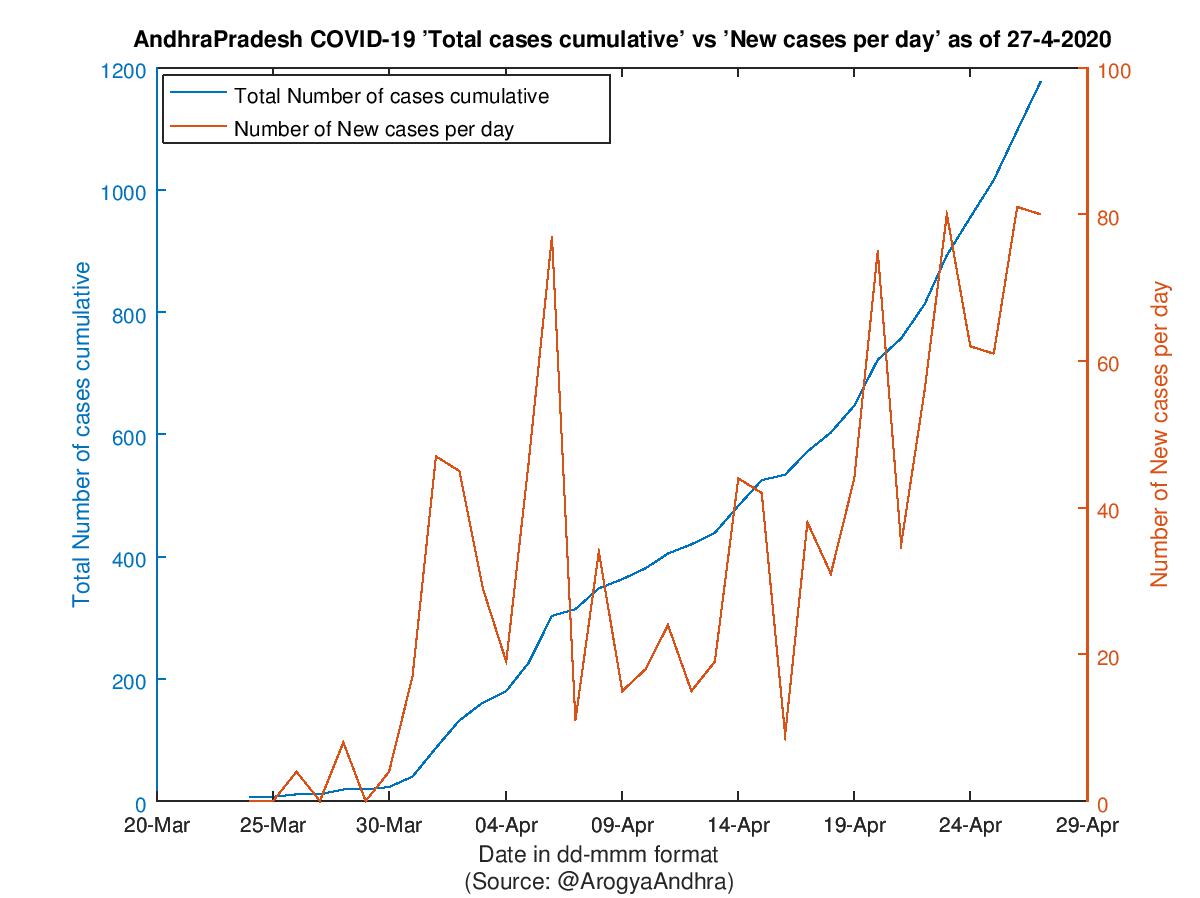 AndhraPradesh COVID-19 ’Total cases cumulative’ vs ’New cases per day’ as of 27-4-2020
Total Number of cases cumulative
Number of New cases per day
1200
1000
800
600
400
200
0
Total Number of cases cumulative
100
80
60
40
20
0
Number of New cases per day
20-Mar 25-Mar 30-Mar 04-Apr 09-Apr 14-Apr 19-Apr 24-Apr 29-Apr
Date in dd-mmm format
(Source: @ArogyaAndhra)